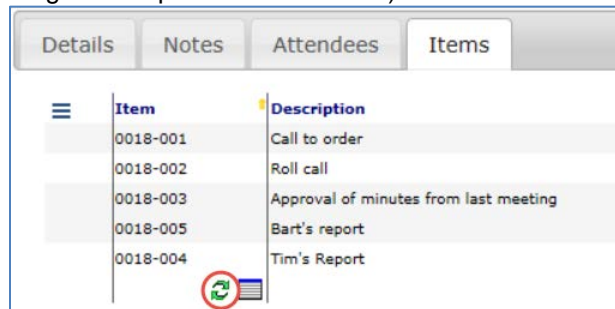 Details Notes Attendees Items
Item Description
0018-001 Call to order
0018-002 Roll call
0018-003 Approval of minutes from last meeting
0018-005 Bart's report
0018-004 Tim's Report